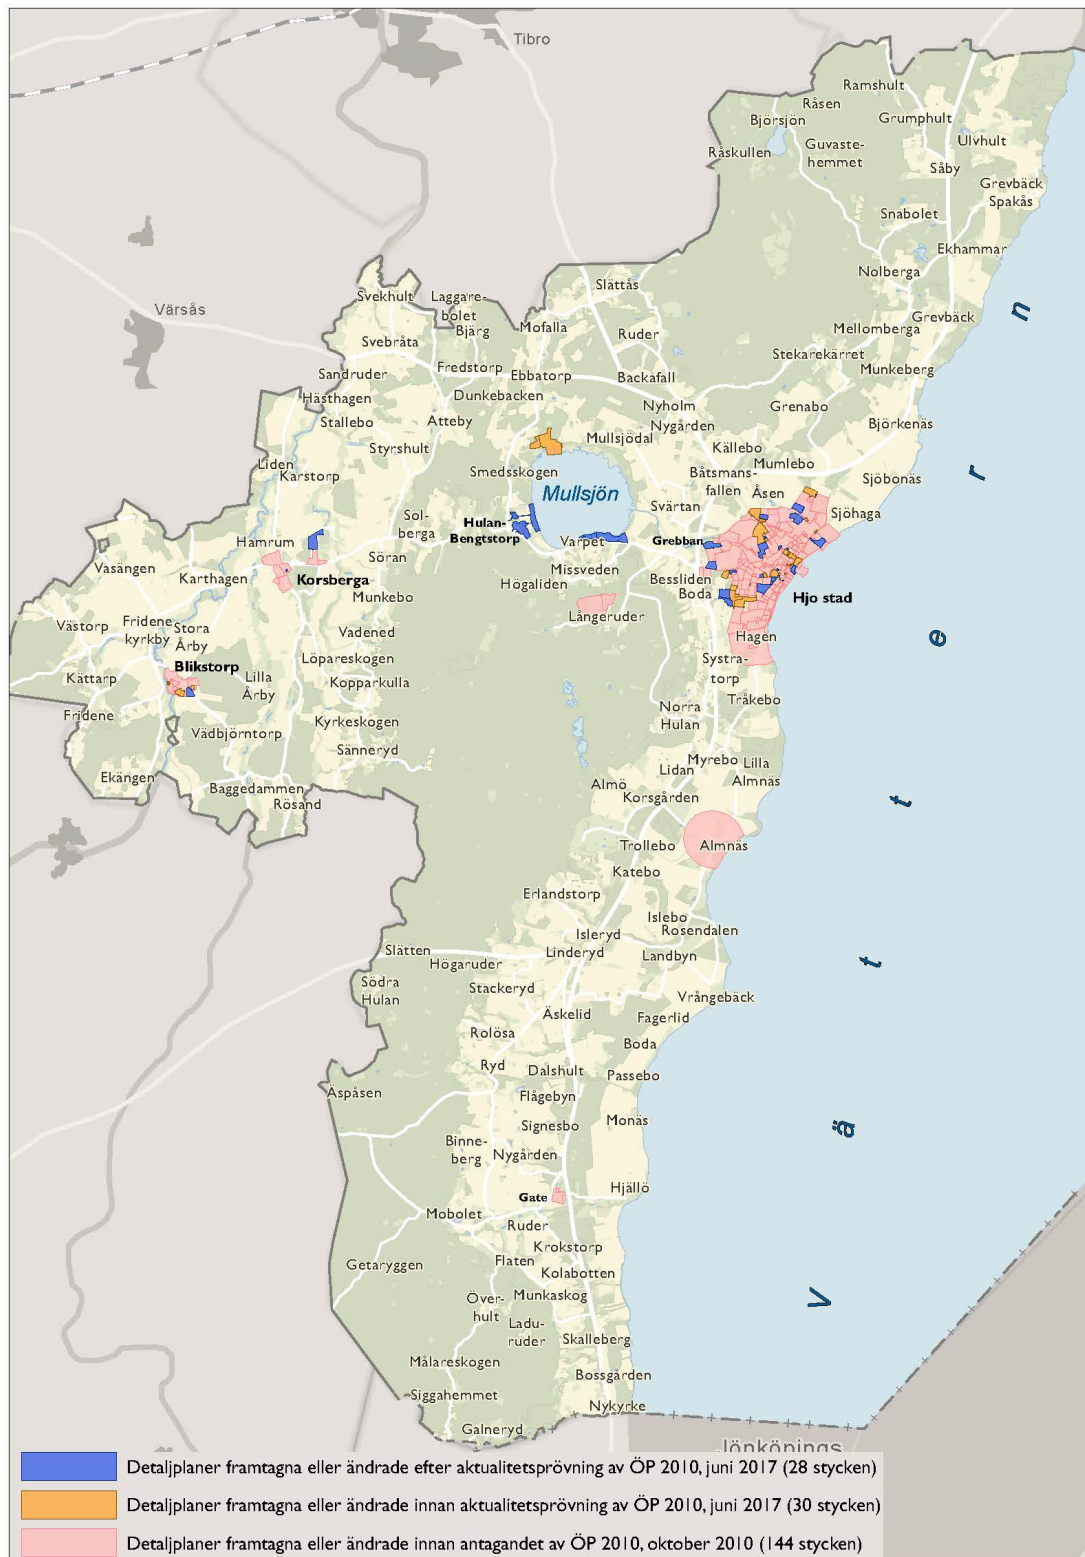 Tibro
Ramshult
Råsen
Björsjön
Grumphult
Guvaste-
hemmet
Ulvhult
Råskullen
Såby
Grevbäck
Spakås
Snabolet
Ekhammar
Nolberga
Slättås
Svekhult
Laggare-
bolet
Värsås
Grevbäck
Bjärg
Mofalla
Mellomberga
Ruder
Svebråta
Stekarekärret
Munkeberg
Fredstorp
Sandruder
Ebbatorp
Backafall
Dunkebacken
Hästhagen
Nyholm
Grenabo
Stallebo
Atteby
Nygården
Björkenäs
Mullsjödal
Styrshult
Källebo
Liden
Mumlebo
Karstorp
Smedsskogen
Båtsmans-
fallen
Sjöbonäs
Åsen
Mullsjön
Svärtan
Sjöhaga
Sol-
berga
Hulan-
Bengtstorp
Hamrum
Varpet
Grebban
Söran
Vasängen
Missveden
Karthagen
Korsberga
Högaliden
Bessliden
Boda
Hjo stad
Munkebo
Långeruder
Västorp
Fridene
kyrkby
Stora
Årby
Vadened
Hagen
Löpareskogen
Systra-
torp
Blikstorp
Kättarp
Lilla
Årby
Kopparkulla
Tråkebo
Fridene
Norra
Hulan
Kyrkeskogen
Vädbjörntorp
Sänneryd
Myrebo
Lilla
Almnäs
Lidan
Ekängen
Almö
Baggedammen
Korsgården
Rösand
Trollebo
Almnäs
Katebo
Erlandstorp
Islebo
Rosendalen
Isleryd
Slätten
Linderyd
Landbyn
Högaruder
Södra
Hulan
Stackeryd
Vrångebäck
Äskelid
Fagerlid
Rolösa
Boda
Ryd
Dalshult
Passebo
Äspåsen
Flågebyn
Monäs
Signesbo
Binne-
berg
Nygården
Hjällö
Gate
Mobolet
Ruder
Krokstorp
Getaryggen
Flaten
Kolabotten
Över-
hult
Munkaskog
Ladu-
ruder
Skalleberg
Målareskogen
Bossgården
Siggahemmet
Nykyrke
Galneryd
Vättern
Jönköpings
Detaljplaner framtagna eller ändrade efter aktualitetsprövning av ÖP 2010, juni 2017 (28 stycken)
Detaljplaner framtagna eller ändrade innan aktualitetsprövning av ÖP 2010, juni 2017 (30 stycken)
Detaljplaner framtagna eller ändrade innan antagandet av ÖP 2010, oktober 2010 (144 stycken)